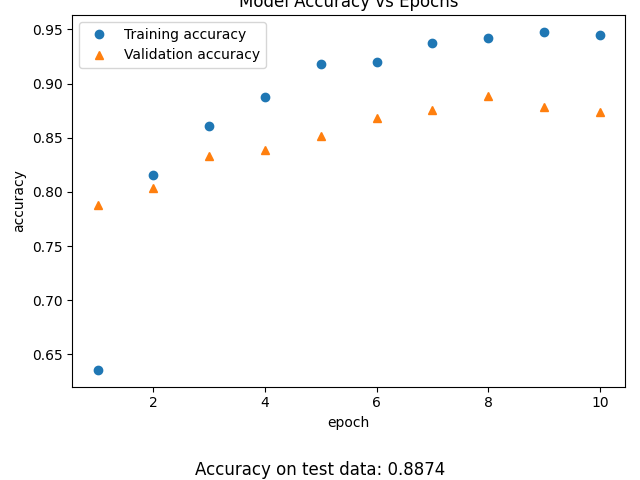 Model Accuracy vs Epochs
Training accuracy
Validation accuracy
0.95
0.90
0.85
0.80
0.75
0.70
0.65
accuracy
2 4 6 8 10
epoch
Accuracy on test data: 0.8874